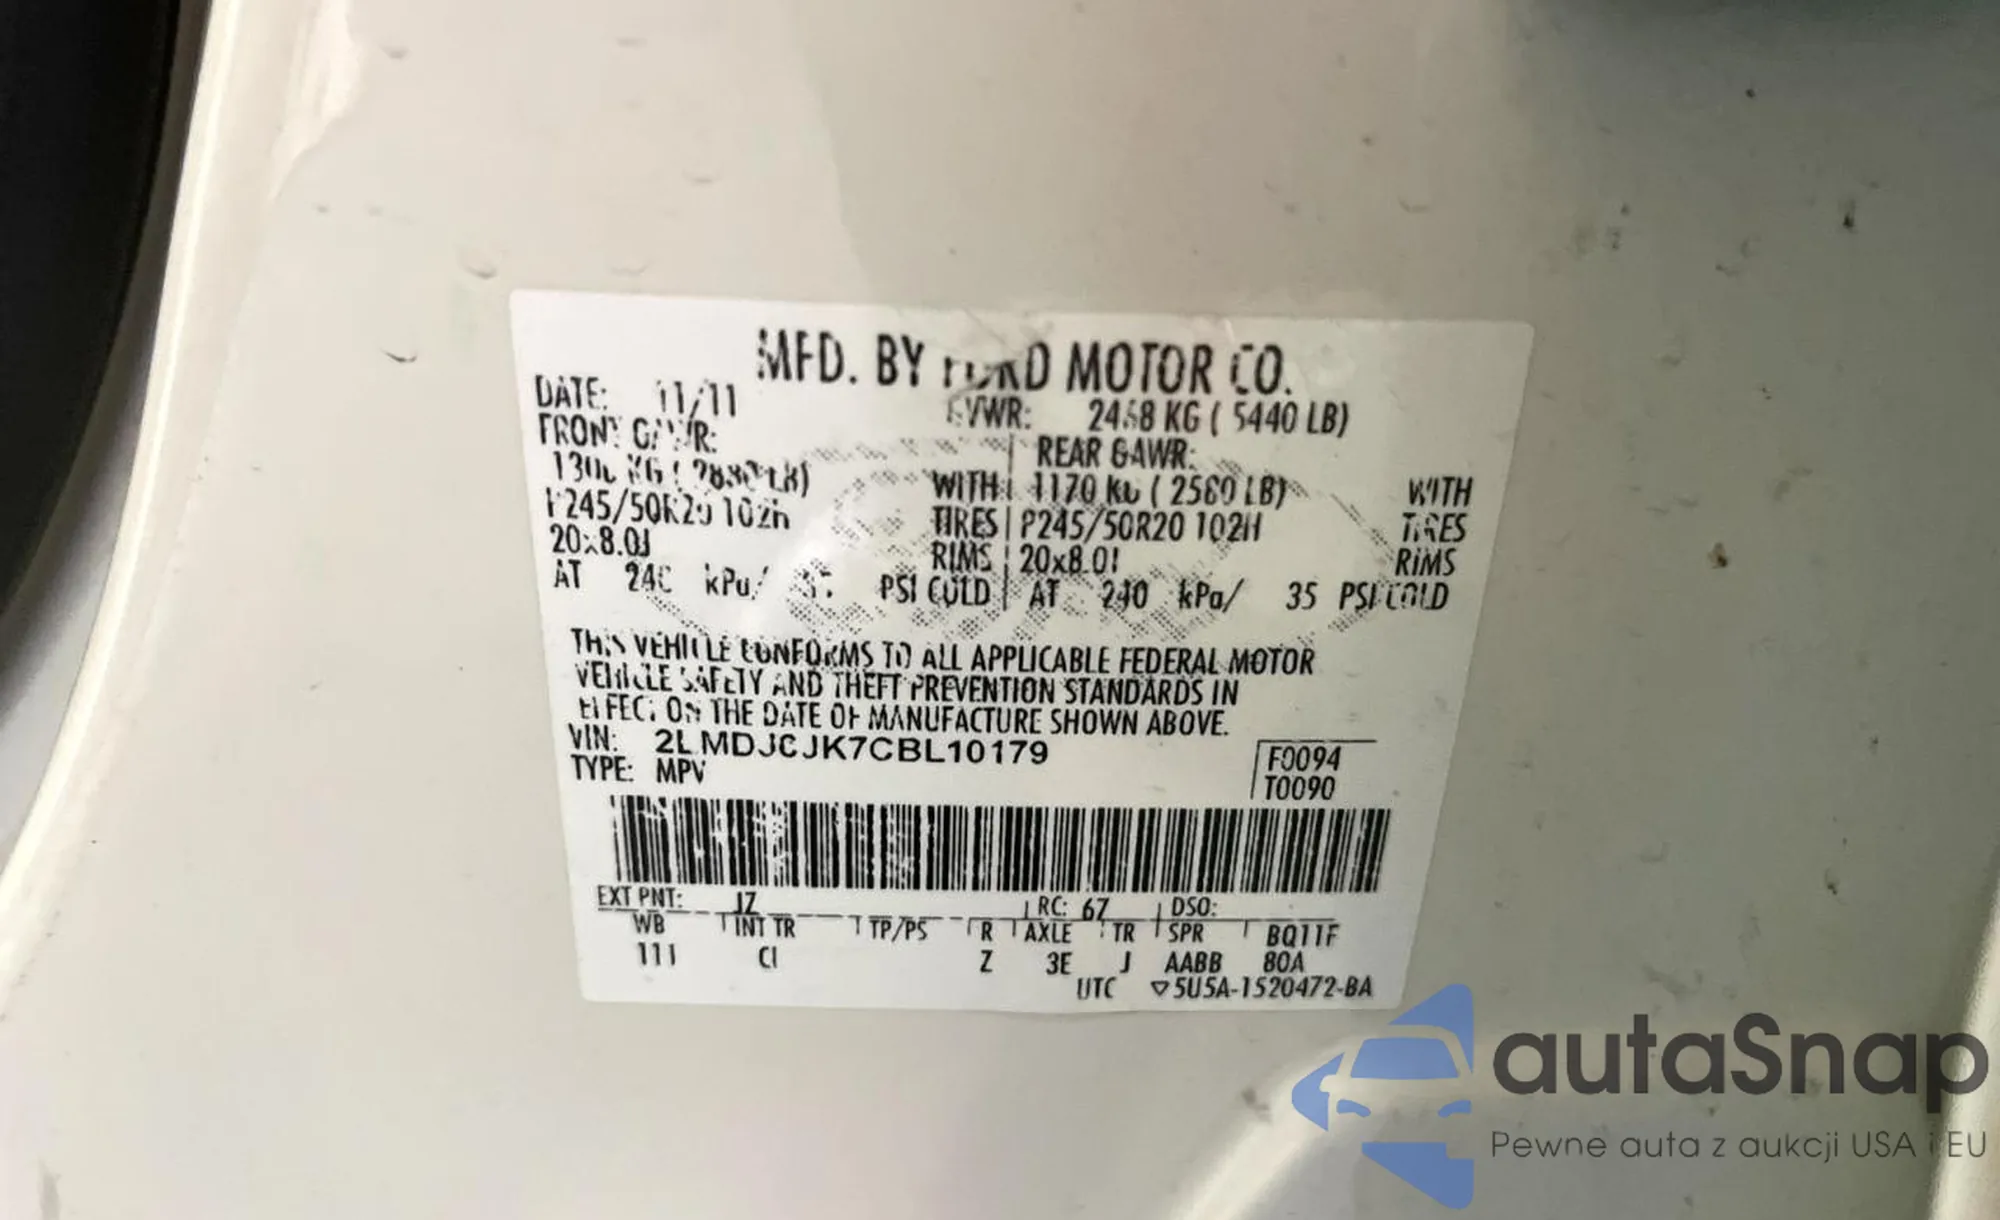 MFD. BY FORD MOTOR CO.
DATE: 11/11 GVWR: 2468 KG ( 5440 LB)
FRONT GAWR: REAR GAWR:
KG ( LB) WITH 1170 KG ( 2580 LB) WITH
P245/50R20 102H TIRES P245/50R20 102H TIRES
20x8.0J RIMS 20x8.0J RIMS
AT 240 kPa/ PSI COLD AT 240 kPa/ 35 PSI COLD
THIS VEHICLE CONFORMS TO ALL APPLICABLE FEDERAL MOTOR
VEHICLE SAFETY AND THEFT PREVENTION STANDARDS IN
EFFECT ON THE DATE OF MANUFACTURE SHOWN ABOVE.
VIN: 2LMDJCJK7CBL10179
TYPE: MPV
F0094
T0090
EXT PNT: JZ RC: 67 DSO:
WB INT TR TP/PS R AXLE TR SPR BQ11F
111 CI Z 3E J AABB 80A
UTC ▽5U5A-1520472-BA
autaSnap
Pewne auta z aukcji USA i EU